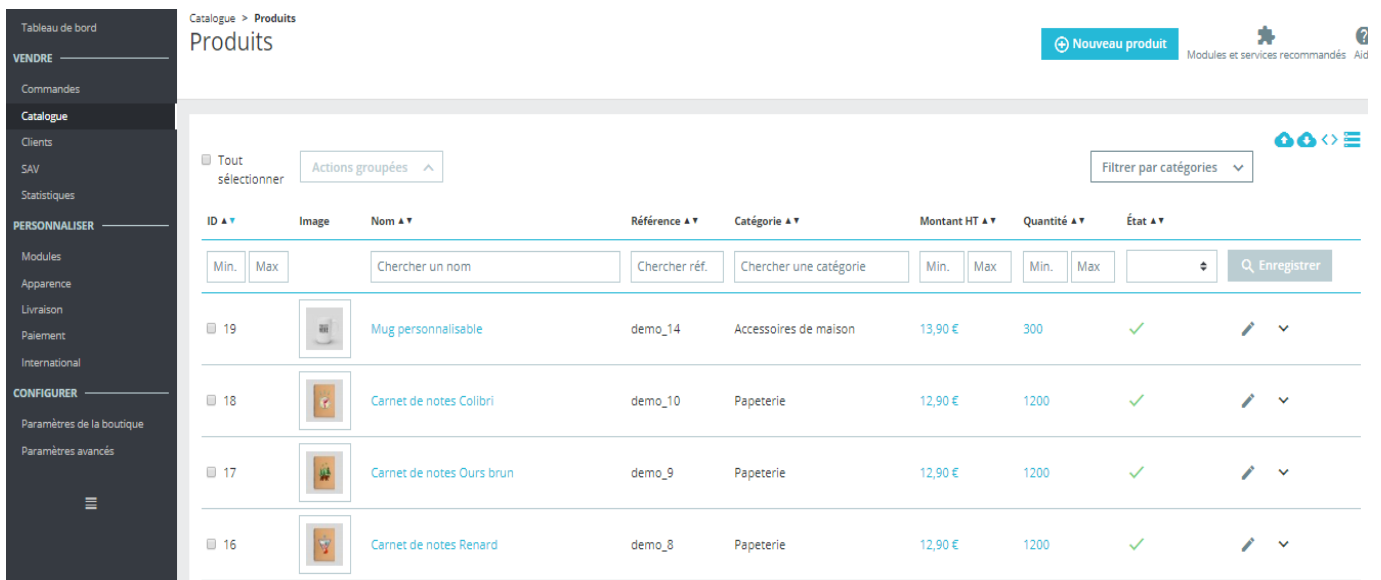 Tableau de bord
VENDRE
Commandes
Catalogue
Clients
SAV
Statistiques
PERSONNALISER
Modules
Apparence
Livraison
Paiement
International
CONFIGURER
Paramètres de la boutique
Paramètres avancés
Catalogue > Produits
Produits
Nouveau produit
Modules et services recommandés
Aid
Tout
sélectionner
Actions groupées
Filtrer par catégories
ID Image Nom Référence Catégorie Montant HT Quantité État
Min. Max Chercher un nom Chercher réf. Chercher une catégorie Min. Max Min. Max Enregistrer
19 Mug personnalisable demo_14 Accessoires de maison 13,90 € 300
18 Carnet de notes Colibri demo_10 Papeterie 12,90 € 1200
17 Carnet de notes Ours brun demo_9 Papeterie 12,90 € 1200
16 Carnet de notes Renard demo_8 Papeterie 12,90 € 1200